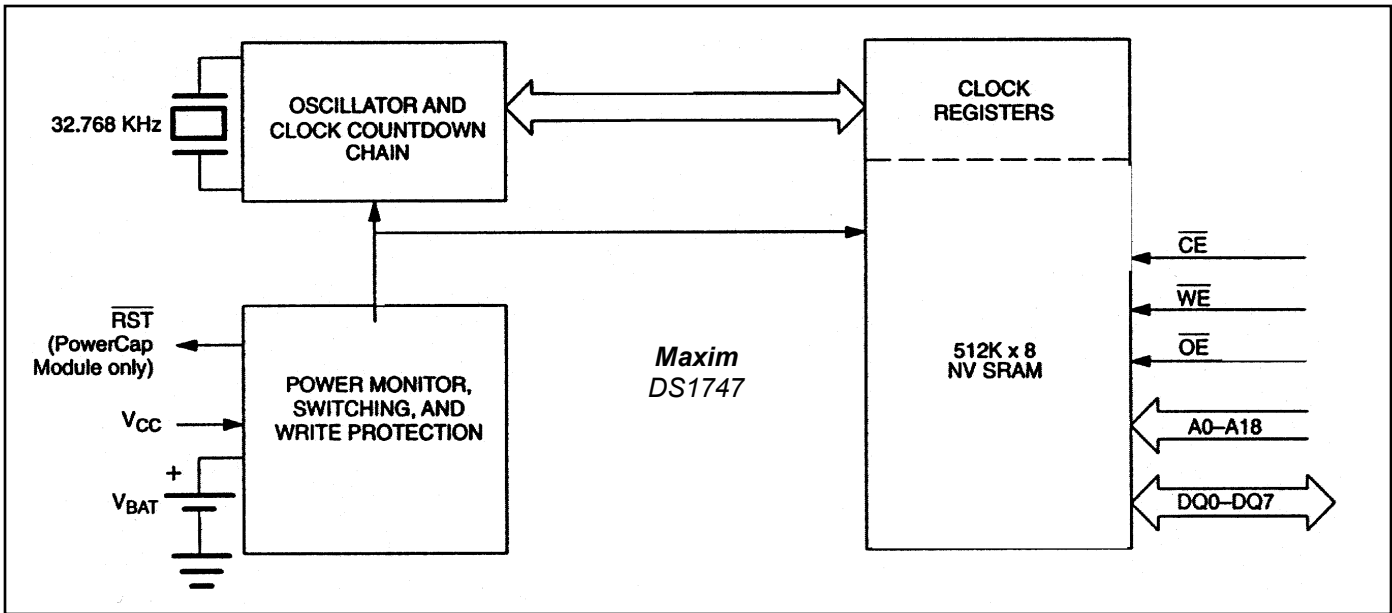 32.768 KHz
OSCILLATOR AND
CLOCK COUNTDOWN
CHAIN
CLOCK
REGISTERS
CE
WE
OE
512K x 8
NV SRAM
A0–A18
DQ0–DQ7
RST
(PowerCap
Module only)
VCC
+
VBAT
POWER MONITOR,
SWITCHING, AND
WRITE PROTECTION
Maxim
DS1747